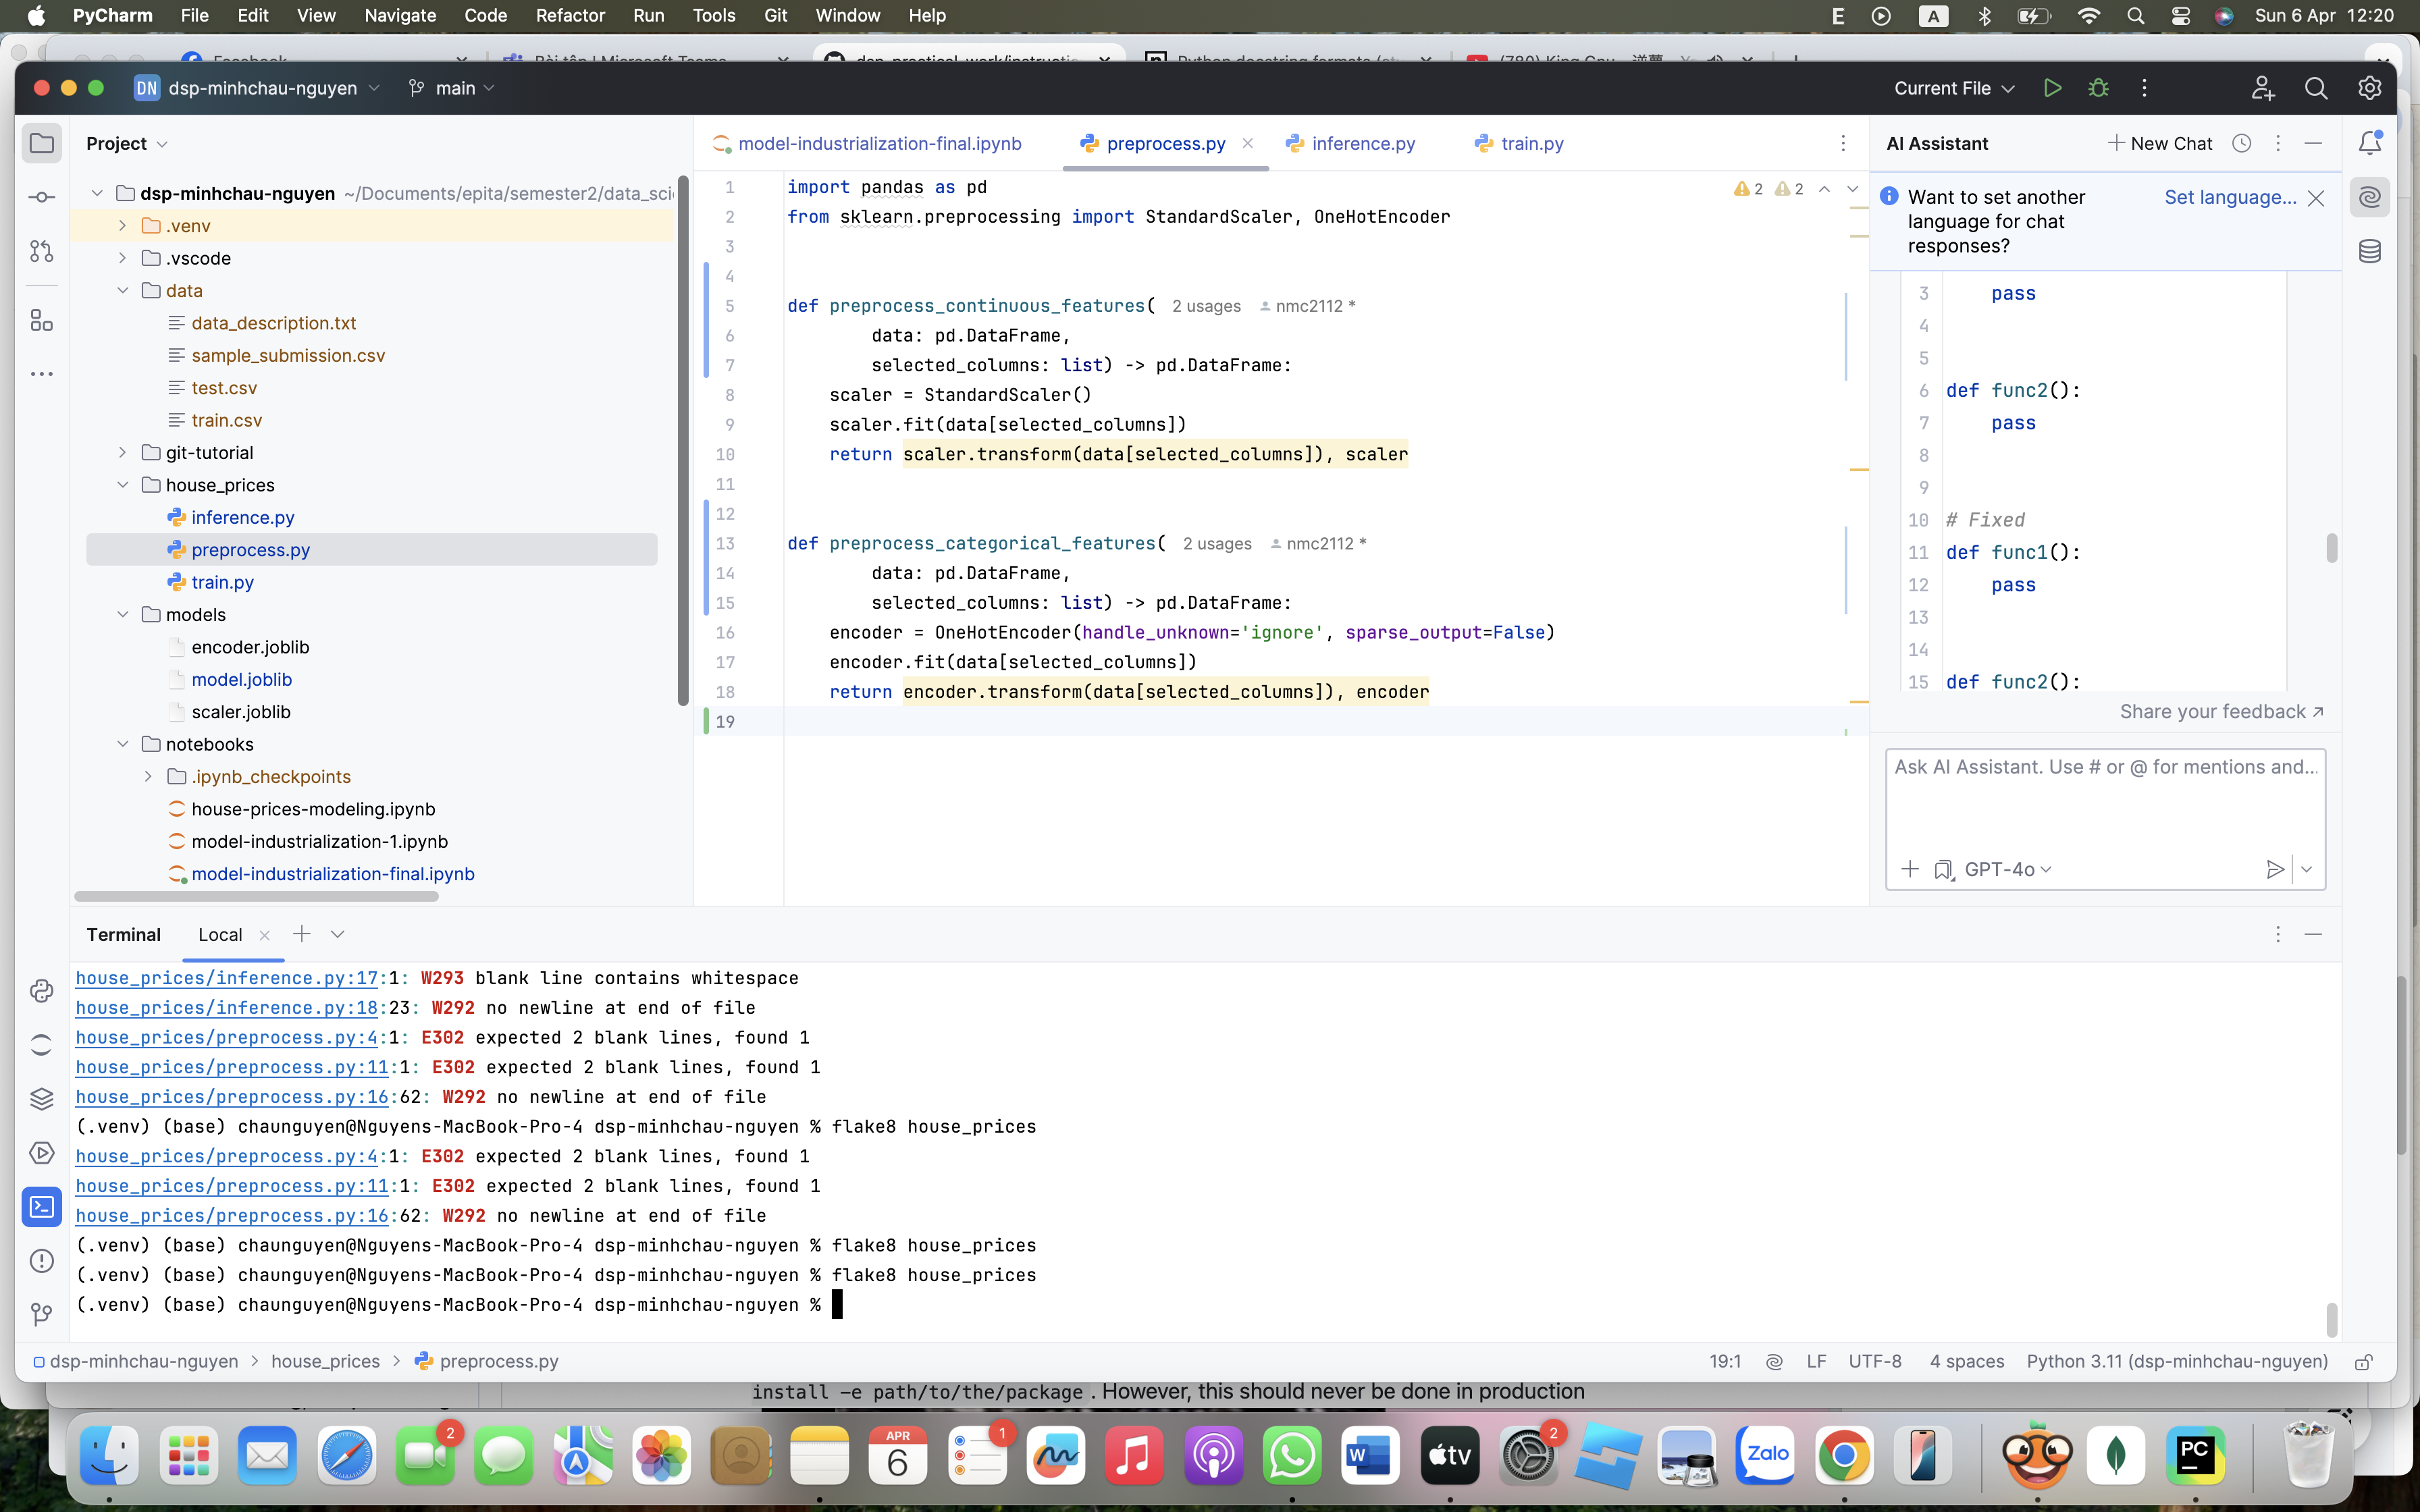 PyCharm File Edit View Navigate Code Refactor Run Tools Git Window Help
E A Sun 6 Apr 12:20
DN dsp-minhchau-nguyen main
Current File
Project
dsp-minhchau-nguyen ~/Documents/epita/semester2/data_sci
.venv
.vscode
data
data_description.txt
sample_submission.csv
test.csv
train.csv
git-tutorial
house_prices
inference.py
preprocess.py
train.py
models
encoder.joblib
model.joblib
scaler.joblib
notebooks
.ipynb_checkpoints
house-prices-modeling.ipynb
model-industrialization-1.ipynb
model-industrialization-final.ipynb
model-industrialization-final.ipynb preprocess.py inference.py train.py
2 2
1 import pandas as pd
2 from sklearn.preprocessing import StandardScaler, OneHotEncoder
3
4
5 def preprocess_continuous_features( 2 usages nmc2112 *
6 data: pd.DataFrame,
7 selected_columns: list) -> pd.DataFrame:
8 scaler = StandardScaler()
9 scaler.fit(data[selected_columns])
10 return scaler.transform(data[selected_columns]), scaler
11
12
13 def preprocess_categorical_features( 2 usages nmc2112 *
14 data: pd.DataFrame,
15 selected_columns: list) -> pd.DataFrame:
16 encoder = OneHotEncoder(handle_unknown='ignore', sparse_output=False)
17 encoder.fit(data[selected_columns])
18 return encoder.transform(data[selected_columns]), encoder
19
AI Assistant New Chat
Want to set another
language for chat
responses?
Set language...
3 pass
4
5
6 def func2():
7 pass
8
9
10 # Fixed
11 def func1():
12 pass
13
14
15 def func2():
Share your feedback
Ask AI Assistant. Use # or @ for mentions and...
GPT-4o
Terminal Local
house_prices/inference.py:17:1: W293 blank line contains whitespace
house_prices/inference.py:18:23: W292 no newline at end of file
house_prices/preprocess.py:4:1: E302 expected 2 blank lines, found 1
house_prices/preprocess.py:11:1: E302 expected 2 blank lines, found 1
house_prices/preprocess.py:16:62: W292 no newline at end of file
(.venv) (base) chaunguyen@Nguyens-MacBook-Pro-4 dsp-minhchau-nguyen % flake8 house_prices
house_prices/preprocess.py:4:1: E302 expected 2 blank lines, found 1
house_prices/preprocess.py:11:1: E302 expected 2 blank lines, found 1
house_prices/preprocess.py:16:62: W292 no newline at end of file
(.venv) (base) chaunguyen@Nguyens-MacBook-Pro-4 dsp-minhchau-nguyen % flake8 house_prices
(.venv) (base) chaunguyen@Nguyens-MacBook-Pro-4 dsp-minhchau-nguyen % flake8 house_prices
(.venv) (base) chaunguyen@Nguyens-MacBook-Pro-4 dsp-minhchau-nguyen %
dsp-minhchau-nguyen > house_prices > preprocess.py
19:1 LF UTF-8 4 spaces Python 3.11 (dsp-minhchau-nguyen)
install -e path/to/the/package . However, this should never be done in production
2
APR
6
1
W
tv
2
Zalo
PC